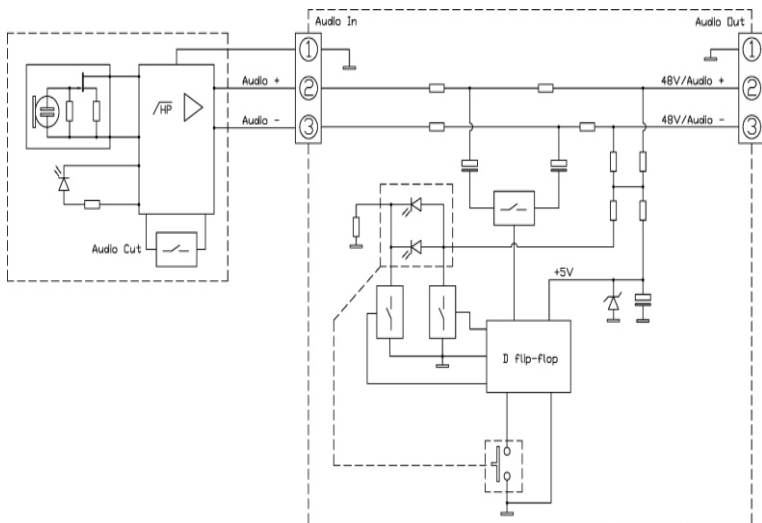 Audio In
Audio Out
1
1
/HP
Audio +
2
48V/Audio +
2
Audio -
3
48V/Audio -
3
Audio Cut
+5V
D flip-flop